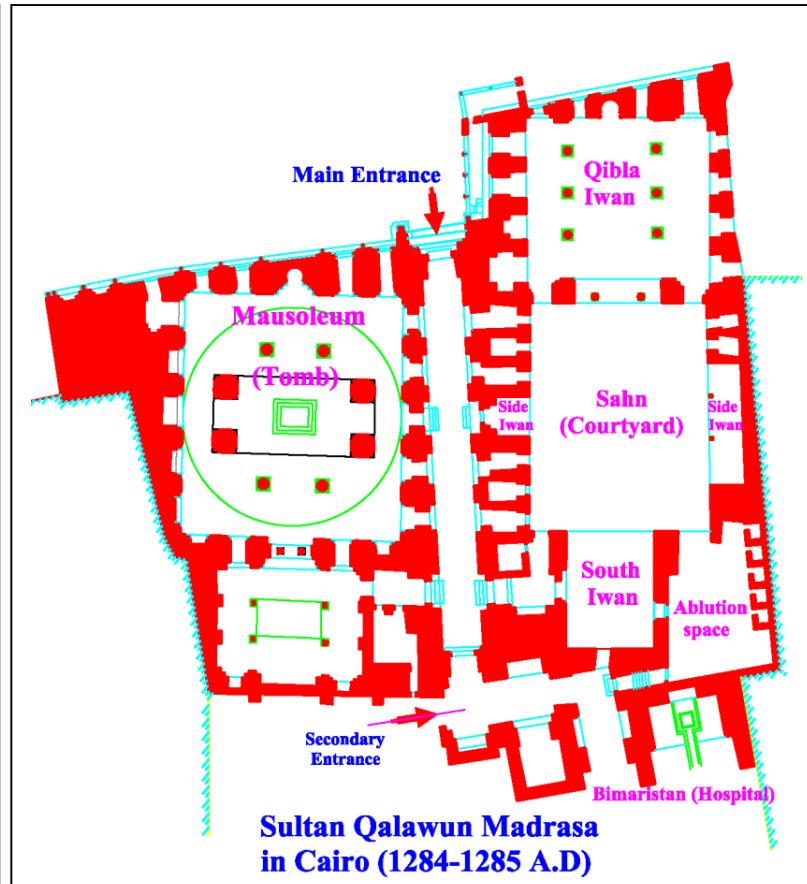 Main Entrance
Qibla
Iwan
Mausoleum
(Tomb)
Side
Iwan
Sahn
(Courtyard)
Side
Iwan
South
Iwan
Ablution
space
Secondary
Entrance
Bimaristan (Hospital)
Sultan Qalawun Madrasa
in Cairo (1284-1285 A.D)